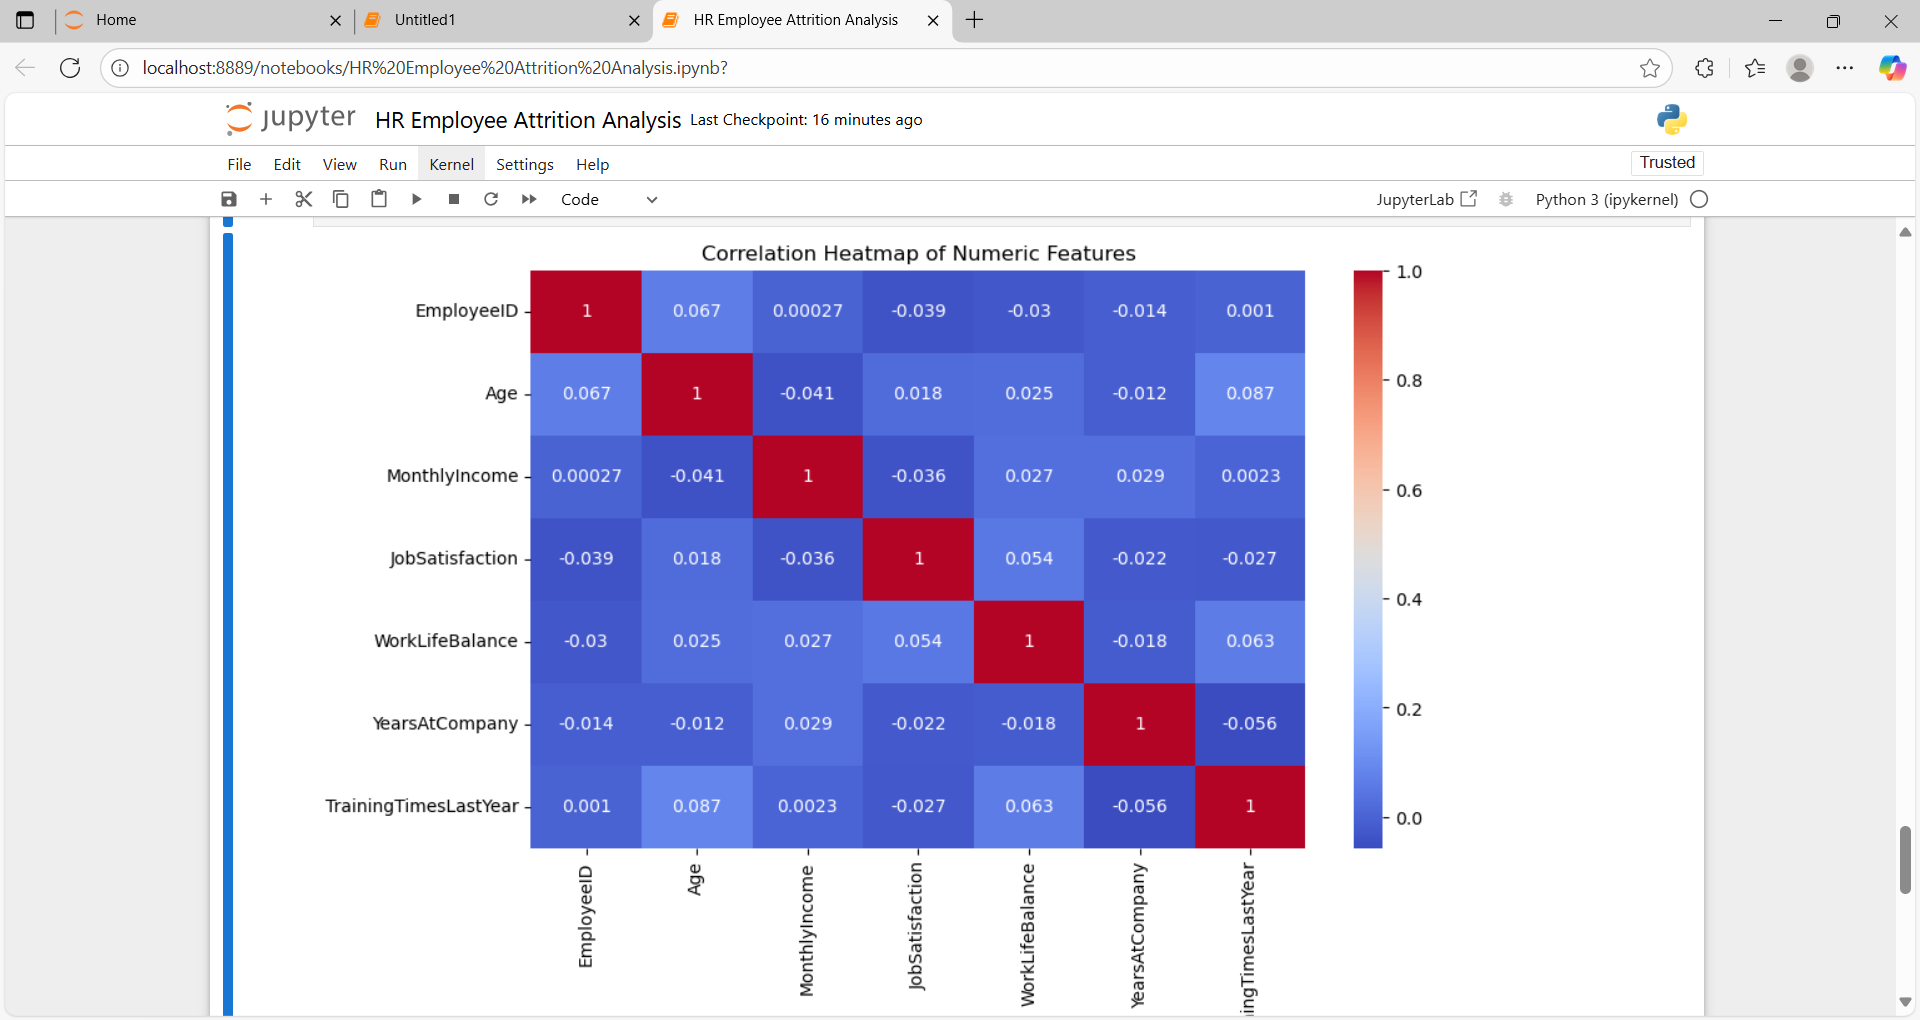 Home
Untitled1
HR Employee Attrition Analysis
localhost:8889/notebooks/HR%20Employee%20Attrition%20Analysis.ipynb?
jupyter HR Employee Attrition Analysis Last Checkpoint: 16 minutes ago
File Edit View Run Kernel Settings Help
Trusted
Code
JupyterLab
Python 3 (ipykernel)
Correlation Heatmap of Numeric Features
EmployeeID 1 0.067 0.00027 -0.039 -0.03 -0.014 0.001
Age 0.067 1 -0.041 0.018 0.025 -0.012 0.087
MonthlyIncome 0.00027 -0.041 1 -0.036 0.027 0.029 0.0023
JobSatisfaction -0.039 0.018 -0.036 1 0.054 -0.022 -0.027
WorkLifeBalance -0.03 0.025 0.027 0.054 1 -0.018 0.063
YearsAtCompany -0.014 -0.012 0.029 -0.022 -0.018 1 -0.056
TrainingTimesLastYear 0.001 0.087 0.0023 -0.027 0.063 -0.056 1
EmployeeID
Age
MonthlyIncome
JobSatisfaction
WorkLifeBalance
YearsAtCompany
ingTimesLastYear
1.0
0.8
0.6
0.4
0.2
0.0